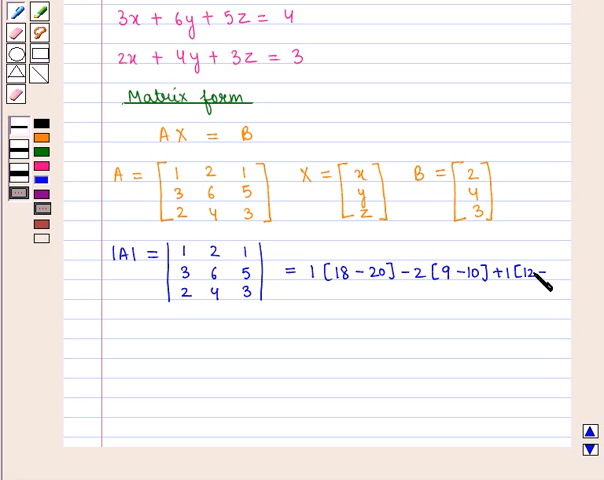 3x + 6y + 5z = 4
2x + 4y + 3z = 3
Matrix form
A X = B
A = [ 1 2 1 X = [ x B = [ 2
3 6 5 y 4
2 4 3 ] z ] 3 ]
|A| = | 1 2 1
3 6 5 = 1 [18 - 20] - 2 [9 - 10] + 1 [12 -
2 4 3 |